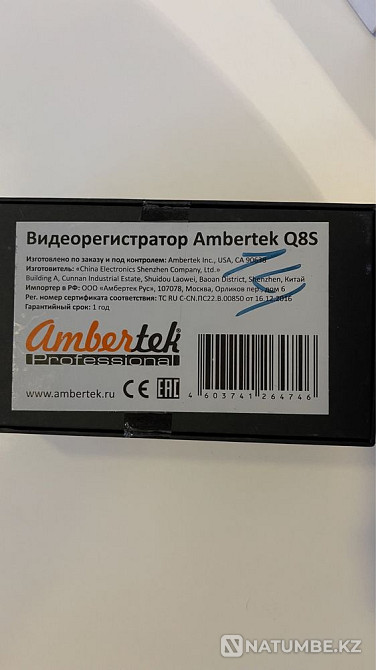 Видеорегистратор Ambertek Q8S
Изготовлено по заказу и под контролем: Ambertek Inc., USA, CA 90638
Изготовитель: «China Electronics Shenzhen Company, Ltd.»
Building A, Cunnan Industrial Estate, Shuidou Laowei, Baoan District, Shenzhen, Китай
Импортер в РФ: ООО «Амбертек Рус», 107078, Москва, Орликов пер., дом 6
Рег. номер сертификата соответствия: TC RU C-CN.ПС22.В.00850 от 16.12.2016
Гарантийный срок: 1 год
Ambertek®
Professional
www.ambertek.ru CE EAC
4 603741 264746
NATUMBE.KZ